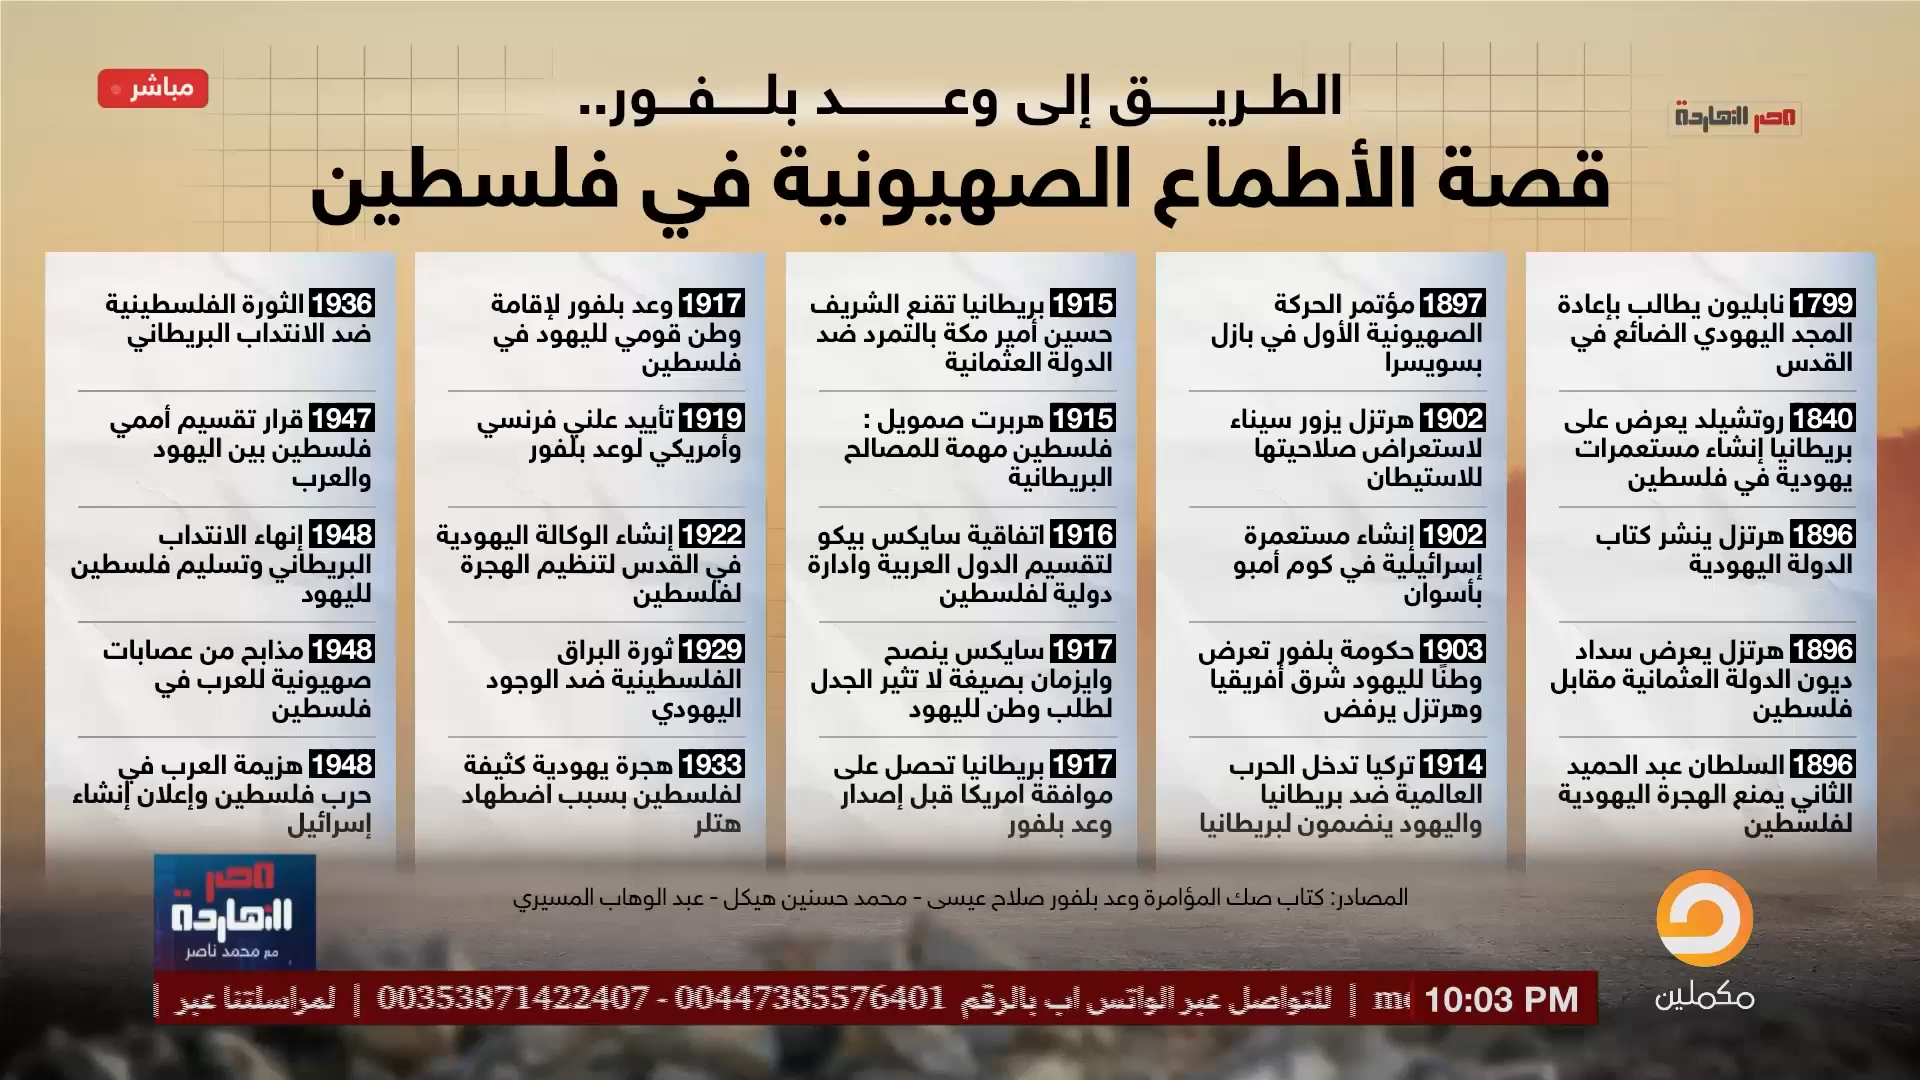 مباشر
مصر النهاردة
الطريق إلى وعد بلفور..
قصة الأطماع الصهيونية في فلسطين
1799 نابليون يطالب بإعادة
المجد اليهودي الضائع في
القدس
1840 روتشيلد يعرض على
بريطانيا إنشاء مستعمرات
يهودية في فلسطين
1896 هرتزل ينشر كتاب
الدولة اليهودية
1896 هرتزل يعرض سداد
ديون الدولة العثمانية مقابل
فلسطين
1896 السلطان عبد الحميد
الثاني يمنع الهجرة اليهودية
لفلسطين
1897 مؤتمر الحركة
الصهيونية الأول في بازل
بسويسرا
1902 هرتزل يزور سيناء
لاستعراض صلاحيتها
للاستيطان
1902 إنشاء مستعمرة
إسرائيلية في كوم أمبو
بأسوان
1903 حكومة بلفور تعرض
وطنًا لليهود شرق أفريقيا
وهرتزل يرفض
1914 تركيا تدخل الحرب
العالمية ضد بريطانيا
واليهود ينضمون لبريطانيا
1915 بريطانيا تقنع الشريف
حسين أمير مكة بالتمرد ضد
الدولة العثمانية
1915 هربرت صمويل :
فلسطين مهمة للمصالح
البريطانية
1916 اتفاقية سايكس بيكو
لتقسيم الدول العربية وادارة
دولية لفلسطين
1917 سايكس ينصح
وايزمان بصيغة لا تثير الجدل
لطلب وطن لليهود
1917 بريطانيا تحصل على
موافقة امريكا قبل إصدار
وعد بلفور
1917 وعد بلفور لإقامة
وطن قومي لليهود في
فلسطين
1919 تأييد علني فرنسي
وأمريكي لوعد بلفور
1922 إنشاء الوكالة اليهودية
في القدس لتنظيم الهجرة
لفلسطين
1929 ثورة البراق
الفلسطينية ضد الوجود
اليهودي
1933 هجرة يهودية كثيفة
لفلسطين بسبب اضطهاد
هتلر
1936 الثورة الفلسطينية
ضد الانتداب البريطاني
1947 قرار تقسيم أممي
فلسطين بين اليهود
والعرب
1948 إنهاء الانتداب
البريطاني وتسليم فلسطين
لليهود
1948 مذابح من عصابات
صهيونية للعرب في
فلسطين
1948 هزيمة العرب في
حرب فلسطين وإعلان إنشاء
إسرائيل
المصادر: كتاب صك المؤامرة وعد بلفور صلاح عيسى - محمد حسنين هيكل - عبد الوهاب المسيري
مصر
النهاردة
مع محمد ناصر
مكملين
10:03 PM
| للتواصل عبر الواتس اب بالرقم 00447385576401 - 00353871422407 | لمراسلتنا عبر |